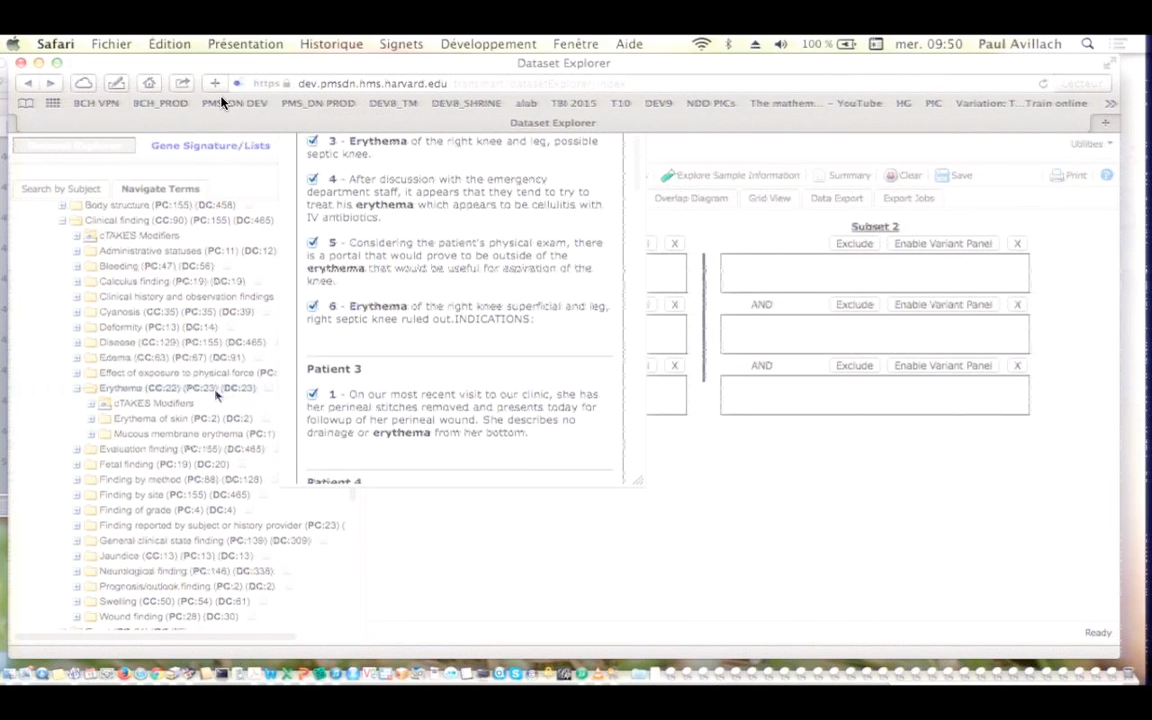 Safari Fichier Édition Présentation Historique Signets Développement Fenêtre Aide 100 % mer. 09:50 Paul Avillach
Dataset Explorer
https dev.pmsdn.hms.harvard.edu
BCH VPN BCH_PROD PMS_DN DEV PMS_DN PROD DEV8_TM DEV8_SHRINE alab TBI 2015 T10 DEV9 NDD PICs The mathem... – YouTube HG PIC Variation: T...Train online
Dataset Explorer
Gene Signature/Lists
Utilities
Search by Subject Navigate Terms
Explore Sample Information Summary Clear Save Print
Overlap Diagram Grid View Data Export Export Jobs
Subset 2
X Exclude Enable Variant Panel X
X AND Exclude Enable Variant Panel X
X AND Exclude Enable Variant Panel X
Body structure (PC:155) (DC:458)
Clinical finding (CC:90) (PC:155) (DC:465)
cTAKES Modifiers
Administrative statuses (PC:11) (DC:12)
Bleeding (PC:47) (DC:56)
Calculus finding (PC:19) (DC:19)
Clinical history and observation findings
Cyanosis (CC:35) (PC:35) (DC:39)
Deformity (PC:13) (DC:14)
Disease (CC:129) (PC:155) (DC:465)
Edema (CC:63) (PC:67) (DC:91)
Effect of exposure to physical force (PC:
Erythema (CC:22) (PC:23) (DC:23)
cTAKES Modifiers
Erythema of skin (PC:2) (DC:2)
Mucous membrane erythema (PC:1)
Evaluation finding (PC:155) (DC:465)
Fetal finding (PC:19) (DC:20)
Finding by method (PC:88) (DC:128)
Finding by site (PC:155) (DC:465)
Finding of grade (PC:4) (DC:4)
Finding reported by subject or history provider (PC:23) (
General clinical state finding (PC:139) (DC:309)
Jaundice (CC:13) (PC:13) (DC:13)
Neurological finding (PC:146) (DC:338)
Prognosis/outlook finding (PC:2) (DC:2)
Swelling (CC:50) (PC:54) (DC:61)
Wound finding (PC:28) (DC:30)
3 - Erythema of the right knee and leg, possible
septic knee.
4 - After discussion with the emergency
department staff, it appears that they tend to try to
treat his erythema which appears to be cellulitis with
IV antibiotics.
5 - Considering the patient's physical exam, there
is a portal that would prove to be outside of the
erythema that would be useful for aspiration of the
knee.
6 - Erythema of the right knee superficial and leg,
right septic knee ruled out.INDICATIONS:
Patient 3
1 - On our most recent visit to our clinic, she has
her perineal stitches removed and presents today for
followup of her perineal wound. She describes no
drainage or erythema from her bottom.
Patient 4
Ready